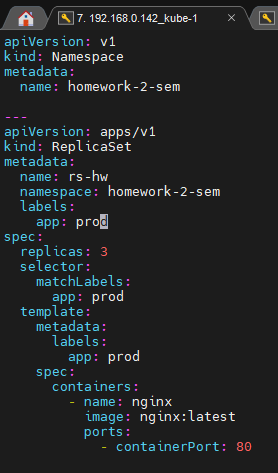 7. 192.168.0.142_kube-1
apiVersion: v1
kind: Namespace
metadata:
  name: homework-2-sem

---
apiVersion: apps/v1
kind: ReplicaSet
metadata:
  name: rs-hw
  namespace: homework-2-sem
  labels:
    app: prod
spec:
  replicas: 3
  selector:
    matchLabels:
      app: prod
  template:
    metadata:
      labels:
        app: prod
    spec:
      containers:
        - name: nginx
          image: nginx:latest
          ports:
            - containerPort: 80